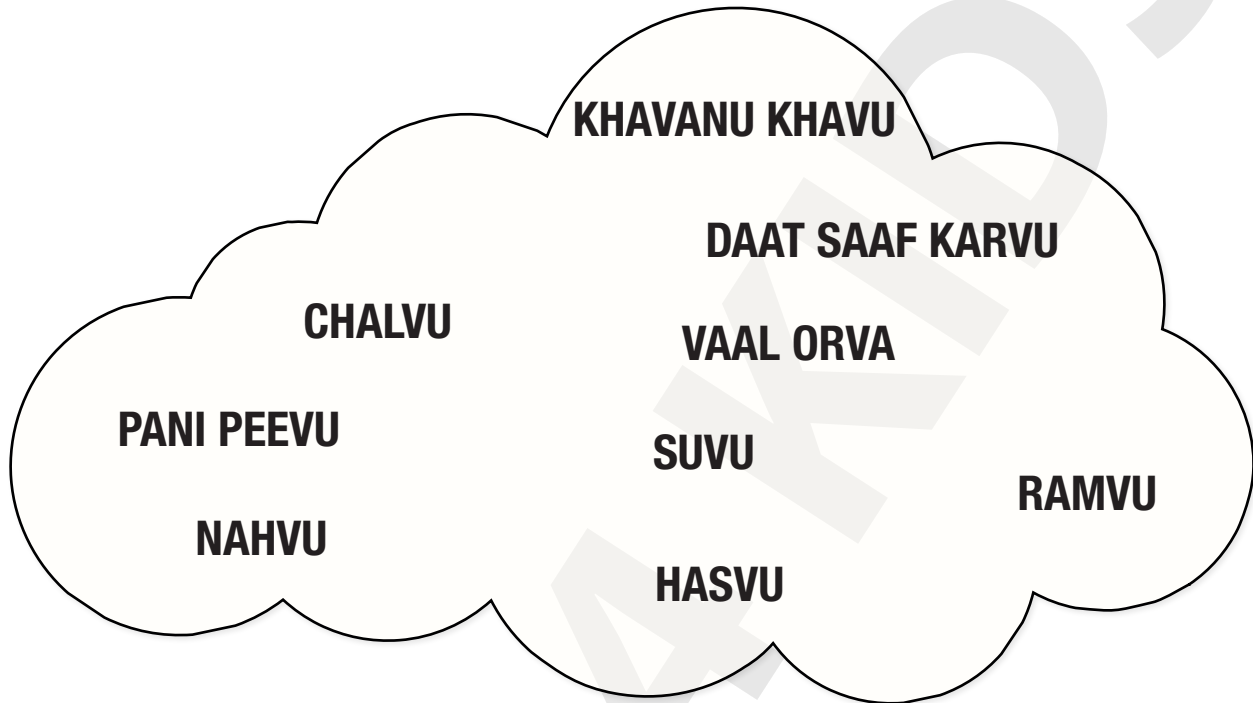 KHAVANU KHAVU
DAAT SAAF KARVU
CHALVU
VAAL ORVA
PANI PEEVU
SUVU
RAMVU
NAHVU
HASVU